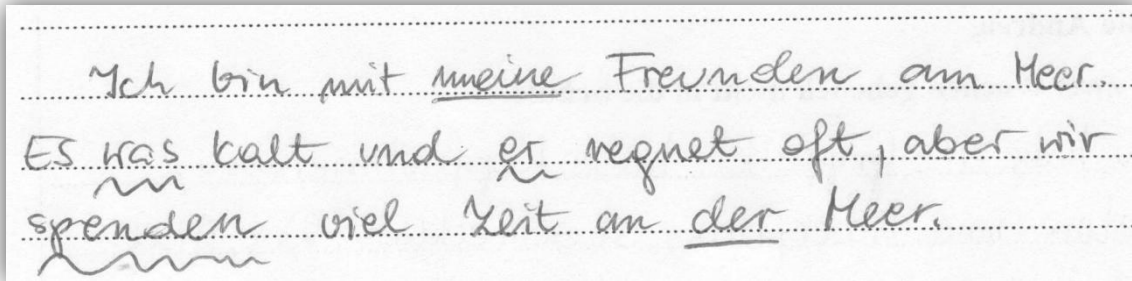 Ich bin mit meine Freunden am Meer.
Es was kalt und er regnet oft, aber wir
spenden viel Zeit an der Meer.